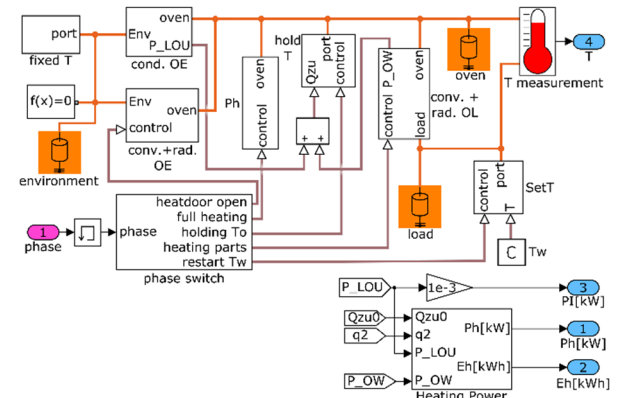 port
fixed T
Env
oven
P_LOU
cond. OE
f(x)=0
Env
oven
control
conv.+rad.
OE
environment
oven
control
Ph
hold
T
Qzu
port
control
+ +
P_OW
oven
control
load
conv. +
rad. OL
oven
load
4
T
T measurement
control
port
T
SetT
C
Tw
1
phase
phase
heatdoor open
full heating
holding To
heating parts
restart Tw
phase switch
P_LOU
1e-3
3
PI[kW]
Qzu0
q2
P_OW
Qzu0
q2
P_LOU
P_OW
Ph[kW]
Eh[kWh]
Heating Power
1
Ph[kW]
2
Eh[kWh]